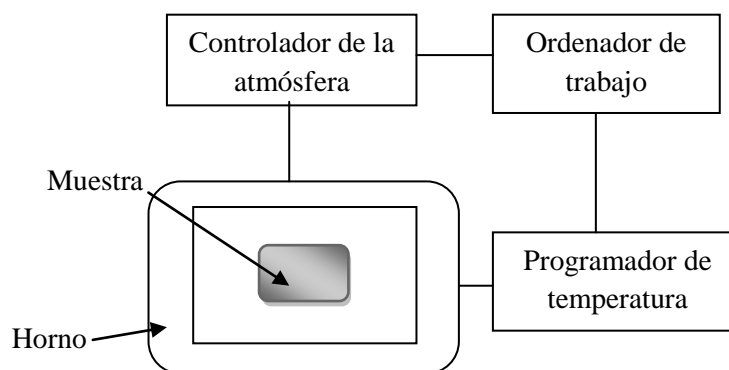 Controlador de la
atmósfera
Ordenador de
trabajo
Muestra
Programador de
temperatura
Horno